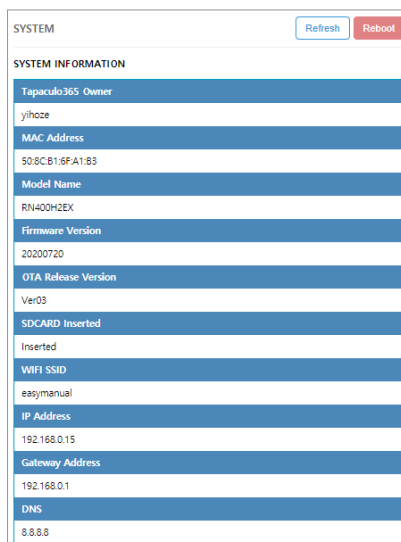 SYSTEM
Refresh
Reboot
SYSTEM INFORMATION
Tapaculo365 Owner
yihoze
MAC Address
50:8C:B1:6F:A1:B3
Model Name
RN400H2EX
Firmware Version
20200720
OTA Release Version
Ver03
SDCARD Inserted
Inserted
WIFI SSID
easymanual
IP Address
192.168.0.15
Gateway Address
192.168.0.1
DNS
8.8.8.8